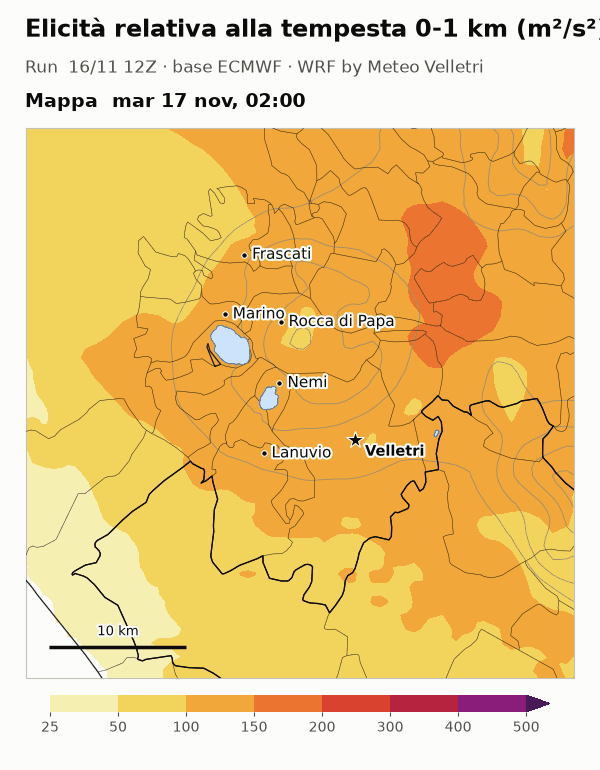 Elicità relativa alla tempesta 0-1 km (m²/s²)
Run 16/11 12Z · base ECMWF · WRF by Meteo Velletri
Mappa mar 17 nov, 02:00
Frascati
Marino
Rocca di Papa
Nemi
Velletri
Lanuvio
10 km
25 50 100 150 200 300 400 500